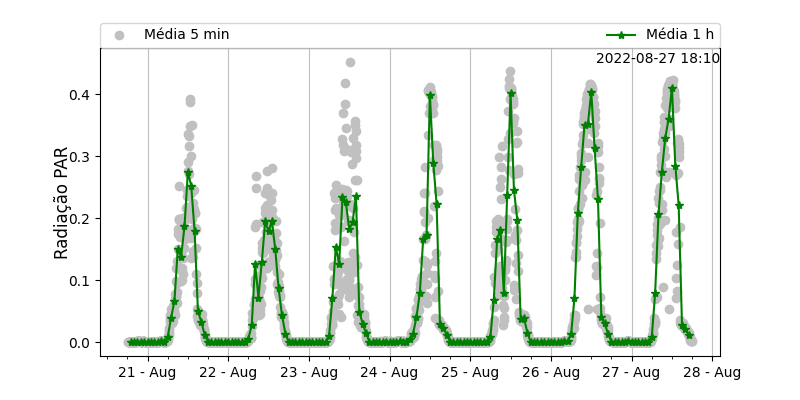 Média 5 min
Média 1 h
2022-08-27 18:10
Radiação PAR
0.4
0.3
0.2
0.1
0.0
21 - Aug
22 - Aug
23 - Aug
24 - Aug
25 - Aug
26 - Aug
27 - Aug
28 - Aug